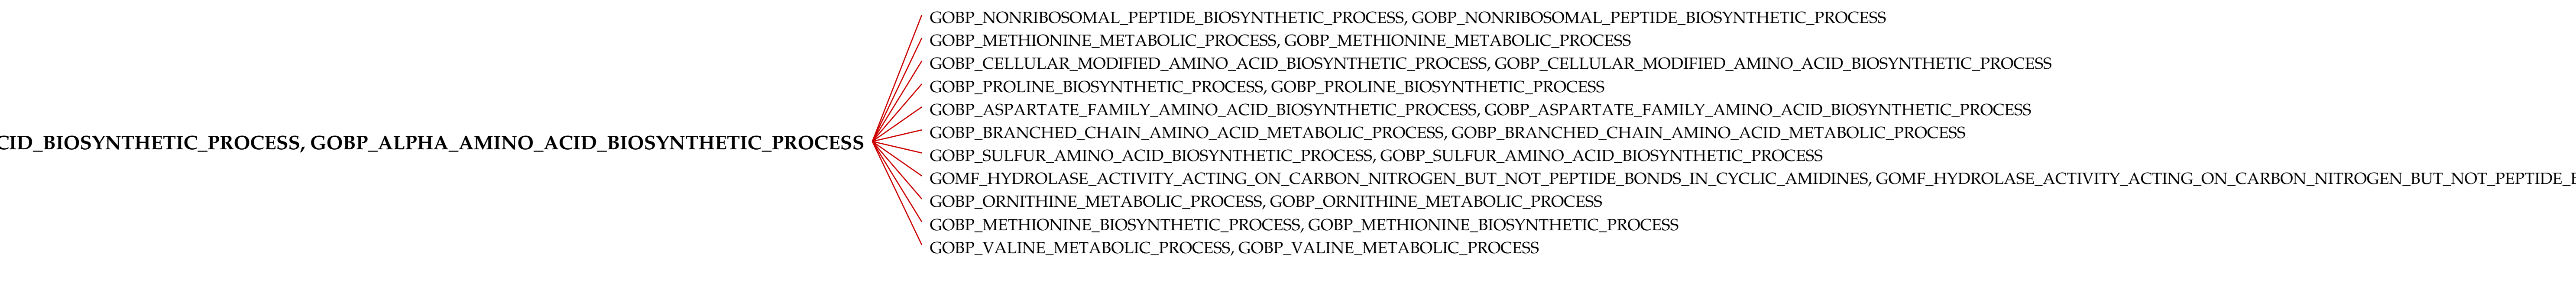 GOBP_NONRIBOSOMAL_PEPTIDE_BIOSYNTHETIC_PROCESS, GOBP_NONRIBOSOMAL_PEPTIDE_BIOSYNTHETIC_PROCESS
GOBP_METHIONINE_METABOLIC_PROCESS, GOBP_METHIONINE_METABOLIC_PROCESS
GOBP_CELLULAR_MODIFIED_AMINO_ACID_BIOSYNTHETIC_PROCESS, GOBP_CELLULAR_MODIFIED_AMINO_ACID_BIOSYNTHETIC_PROCESS
GOBP_PROLINE_BIOSYNTHETIC_PROCESS, GOBP_PROLINE_BIOSYNTHETIC_PROCESS
GOBP_ASPARTATE_FAMILY_AMINO_ACID_BIOSYNTHETIC_PROCESS, GOBP_ASPARTATE_FAMILY_AMINO_ACID_BIOSYNTHETIC_PROCESS
GOBP_BRANCHED_CHAIN_AMINO_ACID_METABOLIC_PROCESS, GOBP_BRANCHED_CHAIN_AMINO_ACID_METABOLIC_PROCESS
CID_BIOSYNTHETIC_PROCESS, GOBP_ALPHA_AMINO_ACID_BIOSYNTHETIC_PROCESS
GOBP_SULFUR_AMINO_ACID_BIOSYNTHETIC_PROCESS, GOBP_SULFUR_AMINO_ACID_BIOSYNTHETIC_PROCESS
GOMF_HYDROLASE_ACTIVITY_ACTING_ON_CARBON_NITROGEN_BUT_NOT_PEPTIDE_BONDS_IN_CYCLIC_AMIDINES, GOMF_HYDROLASE_ACTIVITY_ACTING_ON_CARBON_NITROGEN_BUT_NOT_PEPTIDE_B
GOBP_ORNITHINE_METABOLIC_PROCESS, GOBP_ORNITHINE_METABOLIC_PROCESS
GOBP_METHIONINE_BIOSYNTHETIC_PROCESS, GOBP_METHIONINE_BIOSYNTHETIC_PROCESS
GOBP_VALINE_METABOLIC_PROCESS, GOBP_VALINE_METABOLIC_PROCESS